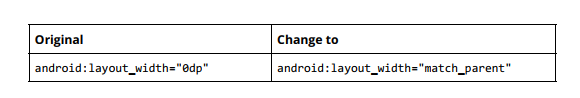 Original Change to
android:layout_width="0dp" android:layout_width="match_parent"